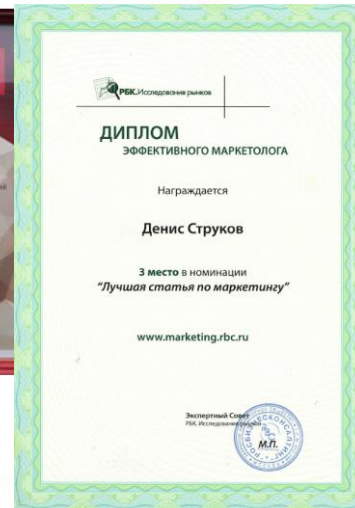 РБК.Исследования рынков
ДИПЛОМ
ЭФФЕКТИВНОГО МАРКЕТОЛОГА
Награждается
Денис Струков
3 место в номинации
"Лучшая статья по маркетингу"
www.marketing.rbc.ru
Экспертный Совет
РБК. Исследования рынков
РОСБИЗНЕСКОНСАЛТИНГ
М.П.